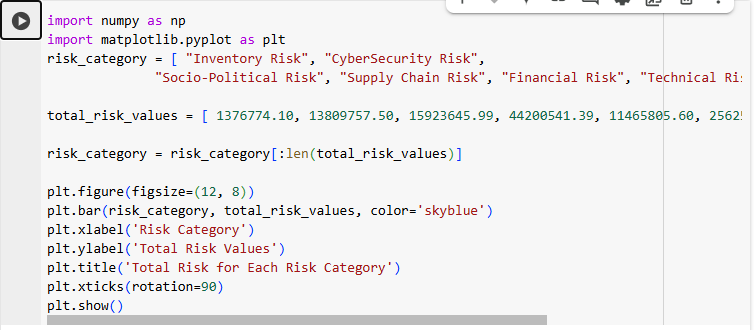 import numpy as np
import matplotlib.pyplot as plt
risk_category = [ "Inventory Risk", "CyberSecurity Risk",
"Socio-Political Risk", "Supply Chain Risk", "Financial Risk", "Technical
total_risk_values = [ 1376774.10, 13809757.50, 15923645.99, 44200541.39, 11465805.60,
risk_category = risk_category[:len(total_risk_values)]
plt.figure(figsize=(12, 8))
plt.bar(risk_category, total_risk_values, color='skyblue')
plt.xlabel('Risk Category')
plt.ylabel('Total Risk Values')
plt.title('Total Risk for Each Risk Category')
plt.xticks(rotation=90)
plt.show()